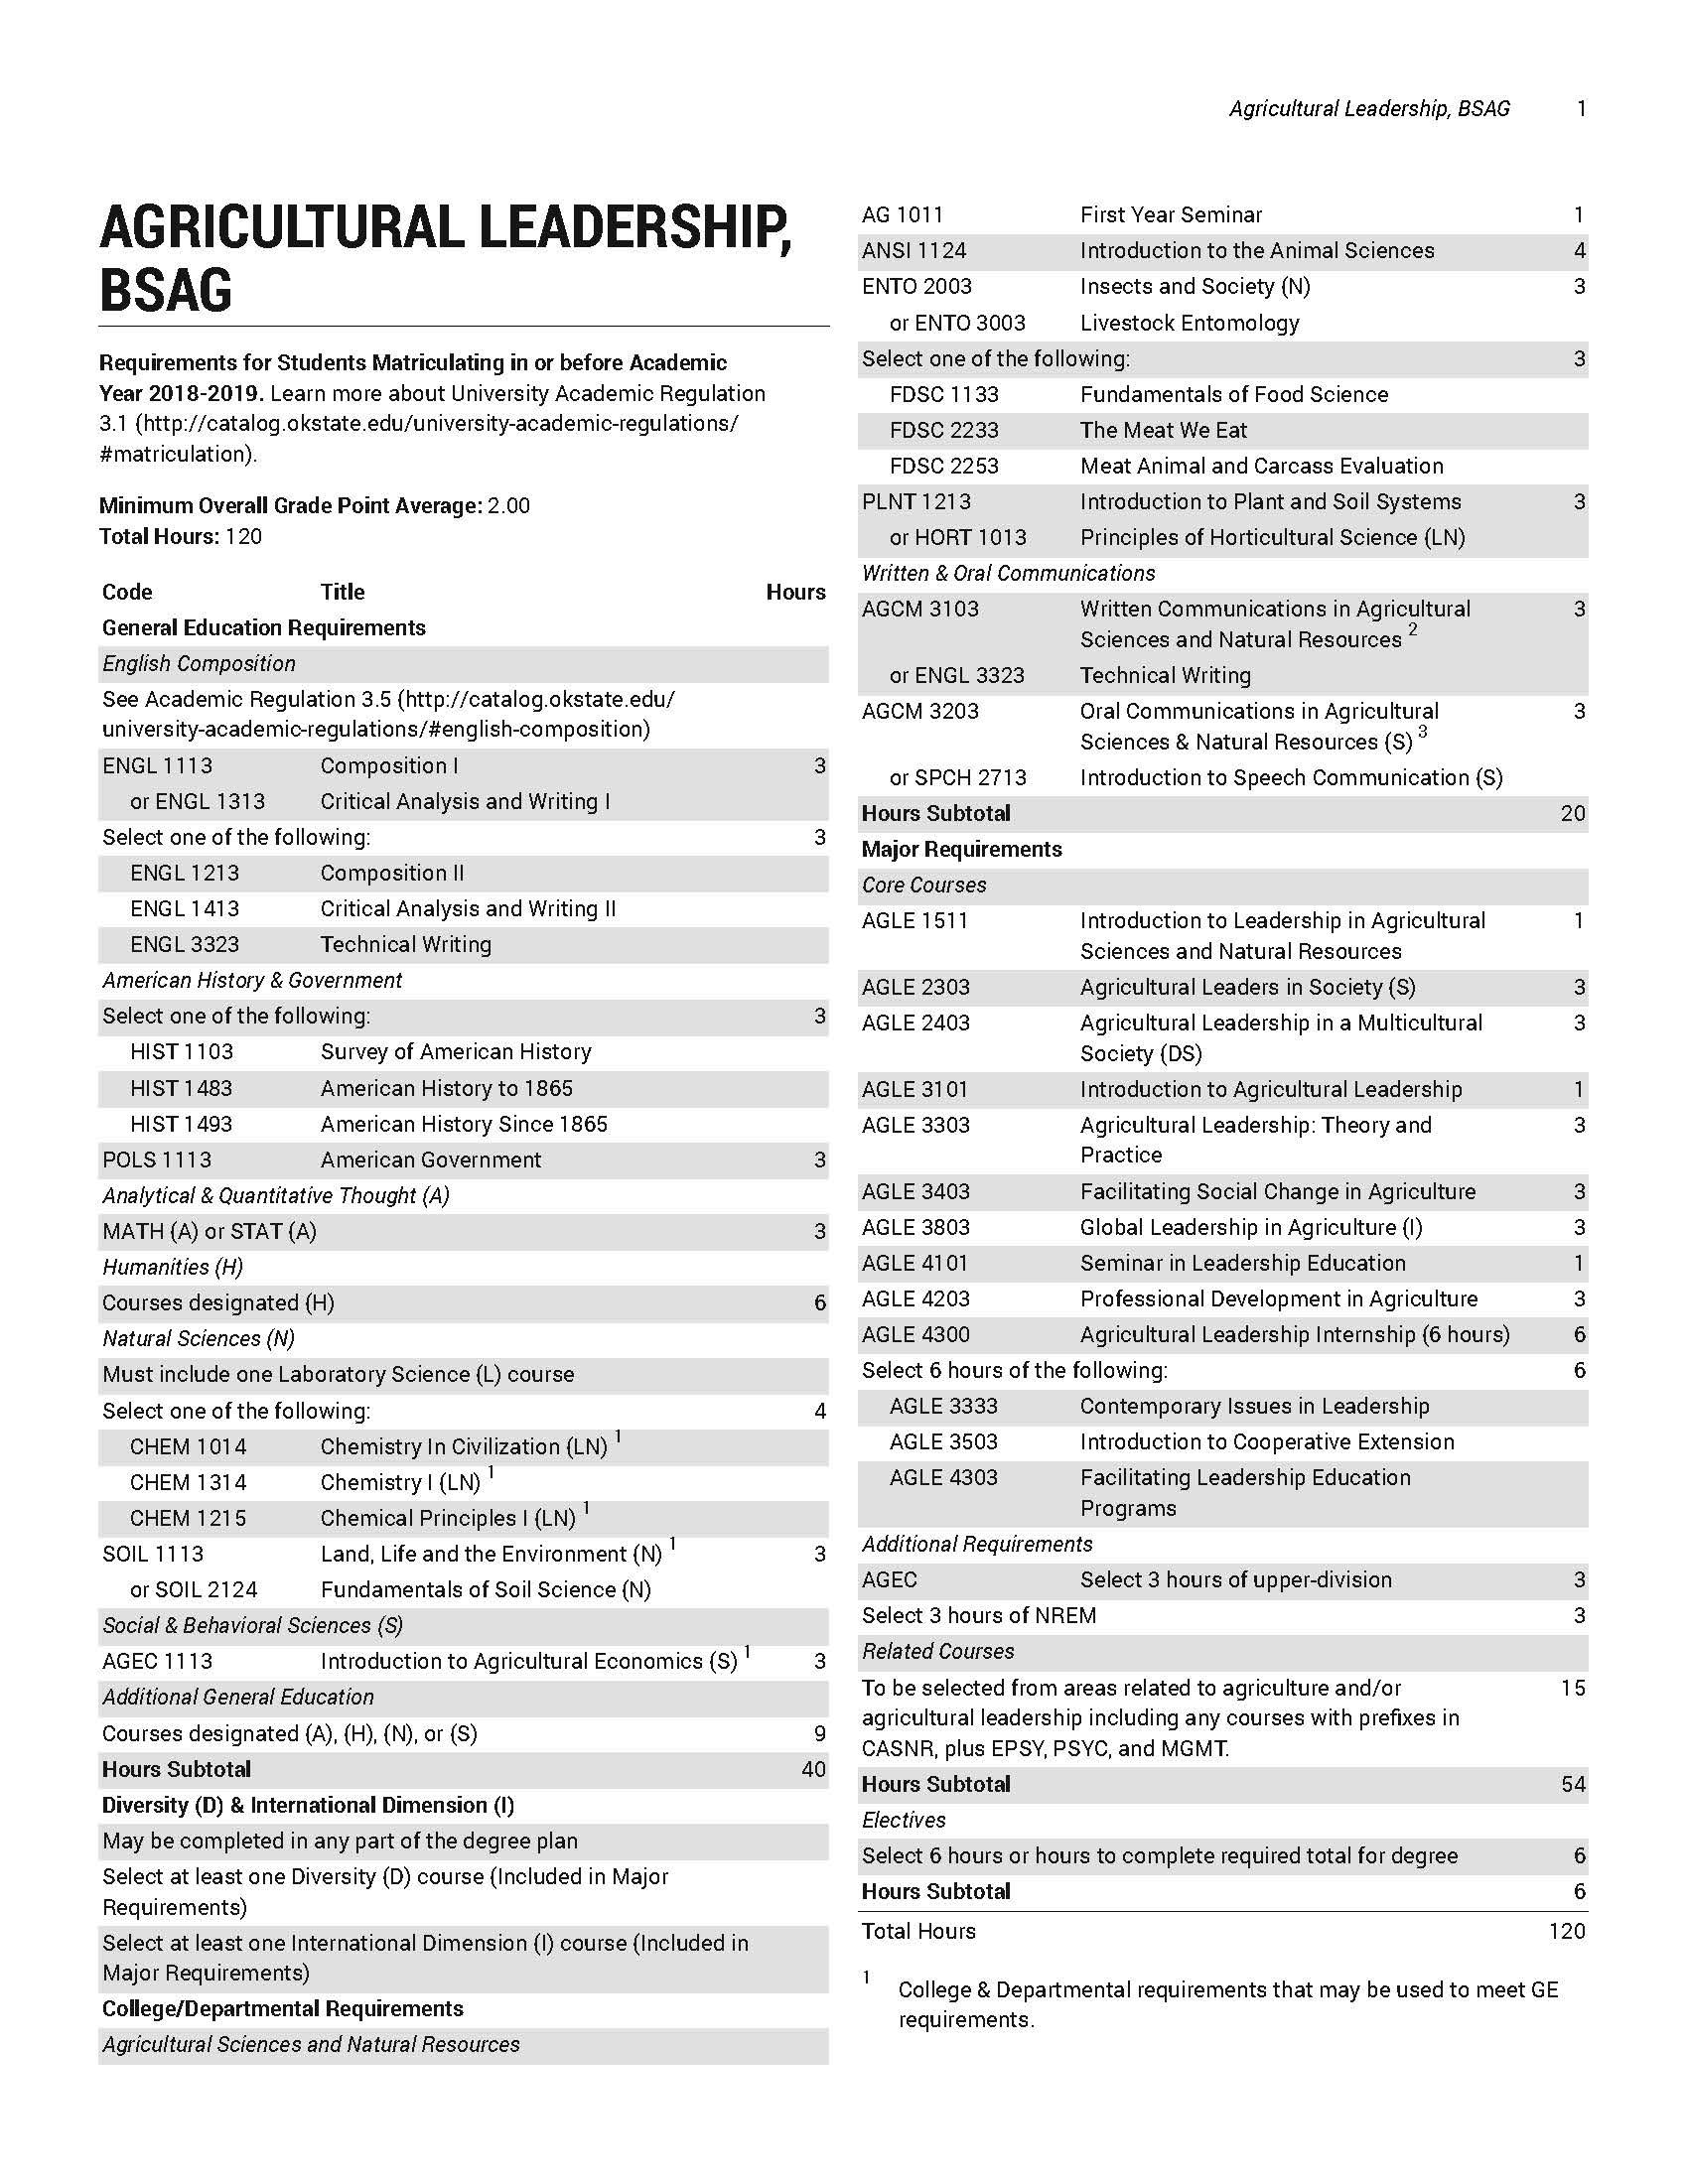 Agricultural Leadership, BSAG 1
AGRICULTURAL LEADERSHIP,
BSAG
Requirements for Students Matriculating in or before Academic
Year 2018-2019. Learn more about University Academic Regulation
3.1 (http://catalog.okstate.edu/university-academic-regulations/
#matriculation).
Minimum Overall Grade Point Average: 2.00
Total Hours: 120
Code Title Hours
General Education Requirements
English Composition
See Academic Regulation 3.5 (http://catalog.okstate.edu/
university-academic-regulations/#english-composition)
ENGL 1113 Composition I 3
or ENGL 1313 Critical Analysis and Writing I
Select one of the following: 3
ENGL 1213 Composition II
ENGL 1413 Critical Analysis and Writing II
ENGL 3323 Technical Writing
American History & Government
Select one of the following: 3
HIST 1103 Survey of American History
HIST 1483 American History to 1865
HIST 1493 American History Since 1865
POLS 1113 American Government 3
Analytical & Quantitative Thought (A)
MATH (A) or STAT (A) 3
Humanities (H)
Courses designated (H) 6
Natural Sciences (N)
Must include one Laboratory Science (L) course
Select one of the following: 4
CHEM 1014 Chemistry In Civilization (LN) 1
CHEM 1314 Chemistry I (LN) 1
CHEM 1215 Chemical Principles I (LN) 1
SOIL 1113 Land, Life and the Environment (N) 1 3
or SOIL 2124 Fundamentals of Soil Science (N)
Social & Behavioral Sciences (S)
AGEC 1113 Introduction to Agricultural Economics (S) 1 3
Additional General Education
Courses designated (A), (H), (N), or (S) 9
Hours Subtotal 40
Diversity (D) & International Dimension (I)
May be completed in any part of the degree plan
Select at least one Diversity (D) course (Included in Major
Requirements)
Select at least one International Dimension (I) course (Included in
Major Requirements)
College/Departmental Requirements
Agricultural Sciences and Natural Resources
AG 1011 First Year Seminar 1
ANSI 1124 Introduction to the Animal Sciences 4
ENTO 2003 Insects and Society (N) 3
or ENTO 3003 Livestock Entomology
Select one of the following: 3
FDSC 1133 Fundamentals of Food Science
FDSC 2233 The Meat We Eat
FDSC 2253 Meat Animal and Carcass Evaluation
PLNT 1213 Introduction to Plant and Soil Systems 3
or HORT 1013 Principles of Horticultural Science (LN)
Written & Oral Communications
AGCM 3103 Written Communications in Agricultural 3
Sciences and Natural Resources 2
or ENGL 3323 Technical Writing
AGCM 3203 Oral Communications in Agricultural 3
Sciences & Natural Resources (S) 3
or SPCH 2713 Introduction to Speech Communication (S)
Hours Subtotal 20
Major Requirements
Core Courses
AGLE 1511 Introduction to Leadership in Agricultural 1
Sciences and Natural Resources
AGLE 2303 Agricultural Leaders in Society (S) 3
AGLE 2403 Agricultural Leadership in a Multicultural 3
Society (DS)
AGLE 3101 Introduction to Agricultural Leadership 1
AGLE 3303 Agricultural Leadership: Theory and 3
Practice
AGLE 3403 Facilitating Social Change in Agriculture 3
AGLE 3803 Global Leadership in Agriculture (I) 3
AGLE 4101 Seminar in Leadership Education 1
AGLE 4203 Professional Development in Agriculture 3
AGLE 4300 Agricultural Leadership Internship (6 hours) 6
Select 6 hours of the following: 6
AGLE 3333 Contemporary Issues in Leadership
AGLE 3503 Introduction to Cooperative Extension
AGLE 4303 Facilitating Leadership Education
Programs
Additional Requirements
AGEC Select 3 hours of upper-division 3
Select 3 hours of NREM 3
Related Courses
To be selected from areas related to agriculture and/or 15
agricultural leadership including any courses with prefixes in
CASNR, plus EPSY, PSYC, and MGMT.
Hours Subtotal 54
Electives
Select 6 hours or hours to complete required total for degree 6
Hours Subtotal 6
Total Hours 120
1 College & Departmental requirements that may be used to meet GE
requirements.